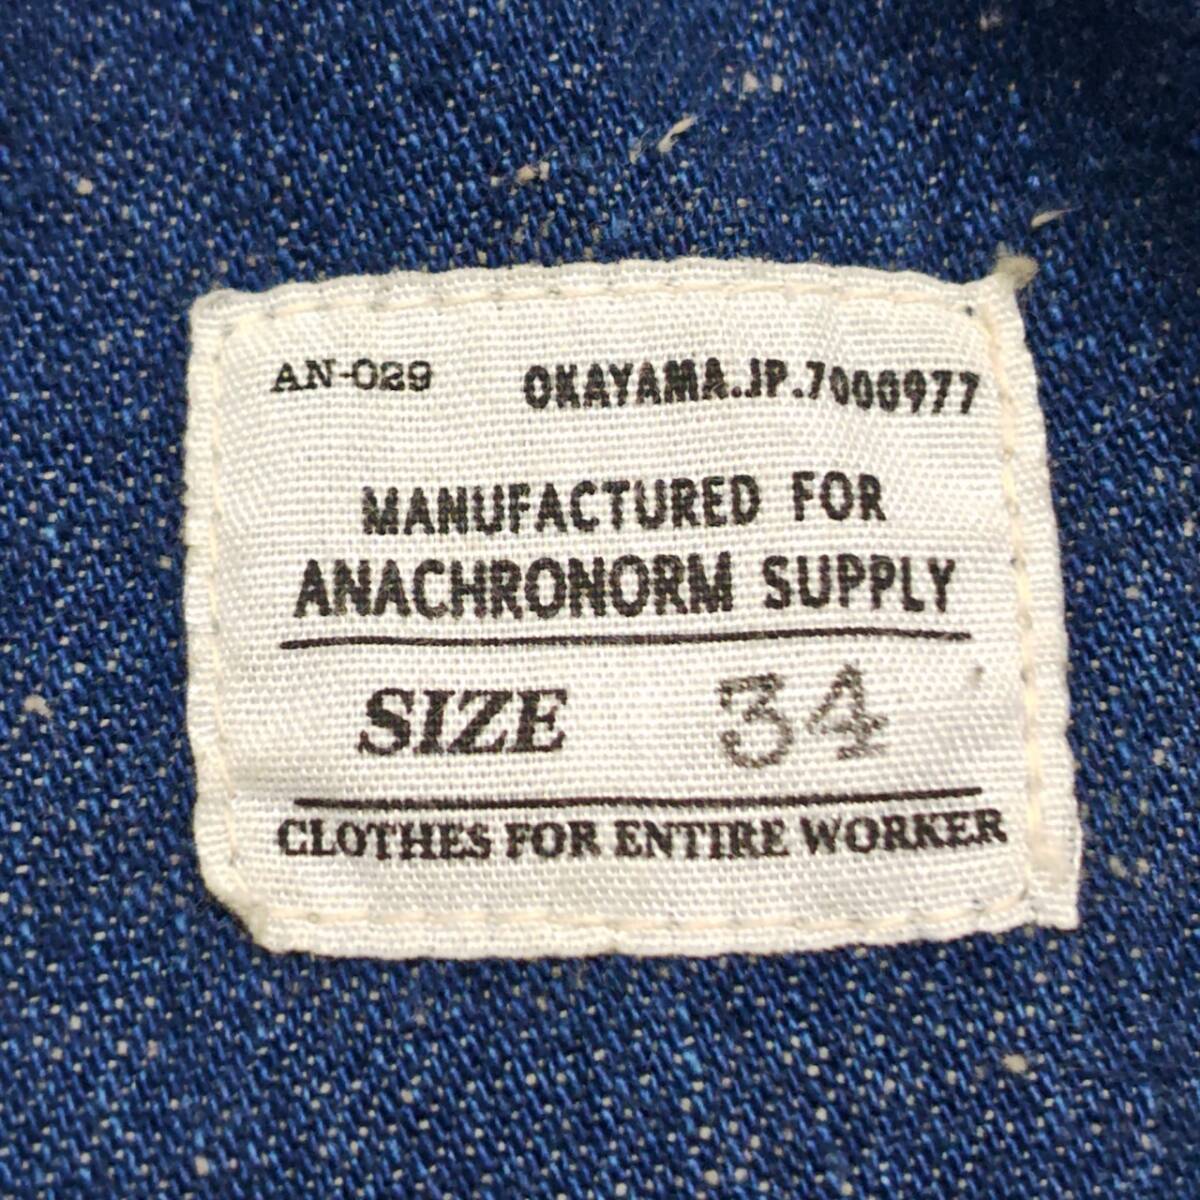 AN-029 OKAYAMA.JP.7000977
MANUFACTURED FOR
ANACHRONORM SUPPLY
SIZE 34
CLOTHES FOR ENTIRE WORKER